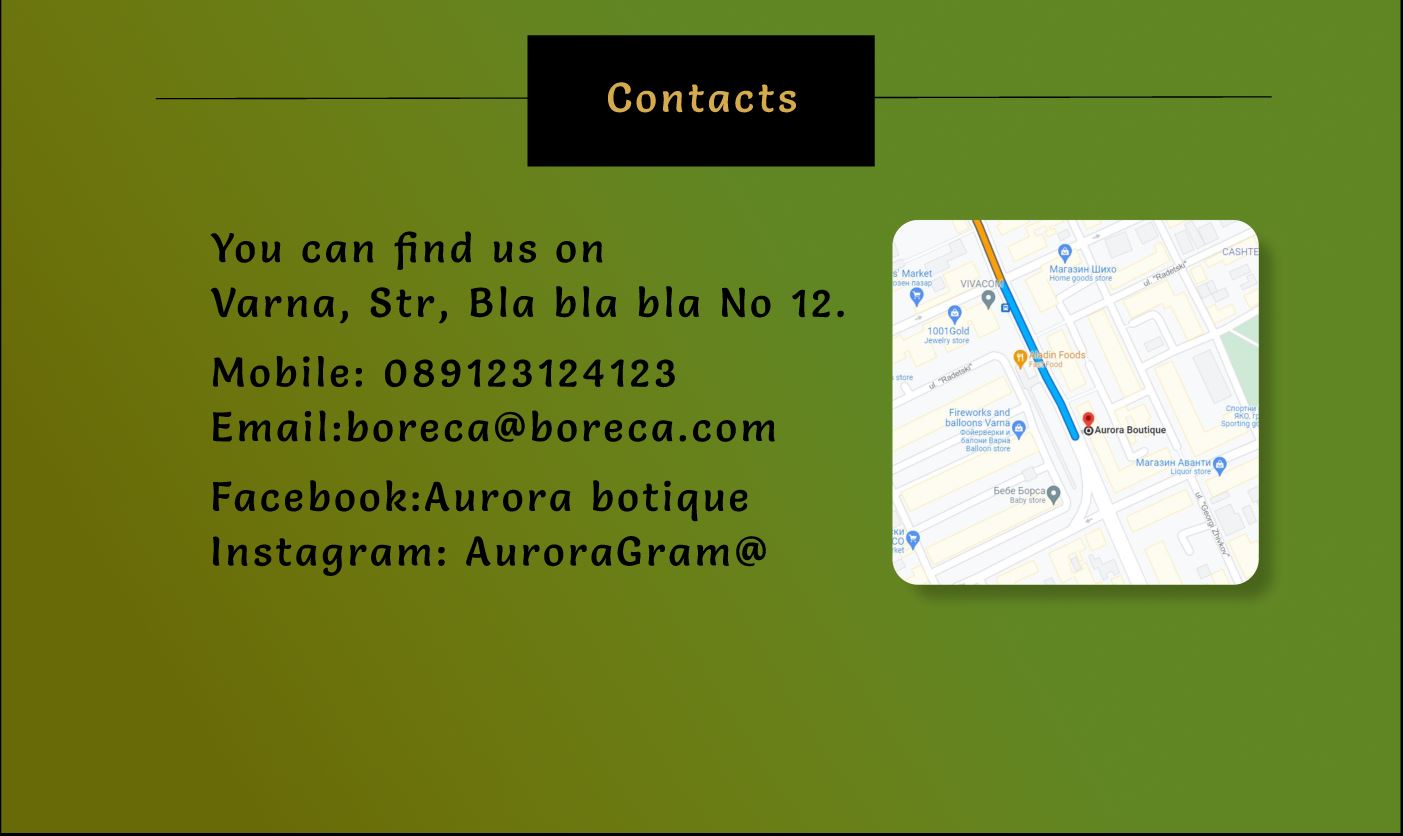 Contacts
You can find us on
Varna, Str, Bla bla bla No 12.
Mobile: 089123124123
Email:boreca@boreca.com
Facebook:Aurora botique
Instagram: AuroraGram@
s' Market
озен пазар
VIVACOM
Магазин Шихо
Home goods store
ul. "Radetski"
CASHTE
1001Gold
Jewelry store
Aladin Foods
Fast Food
store
ul. "Radetski"
Fireworks and
balloons Varna
Фойерверки и
балони Варна
Balloon store
Aurora Boutique
Спортни
ЯКО, гр
Sporting go
Магазин Аванти
Liquor store
Бебе Борса
Baby store
ul. "Georgi Zhivkov"
ски
CO
rket